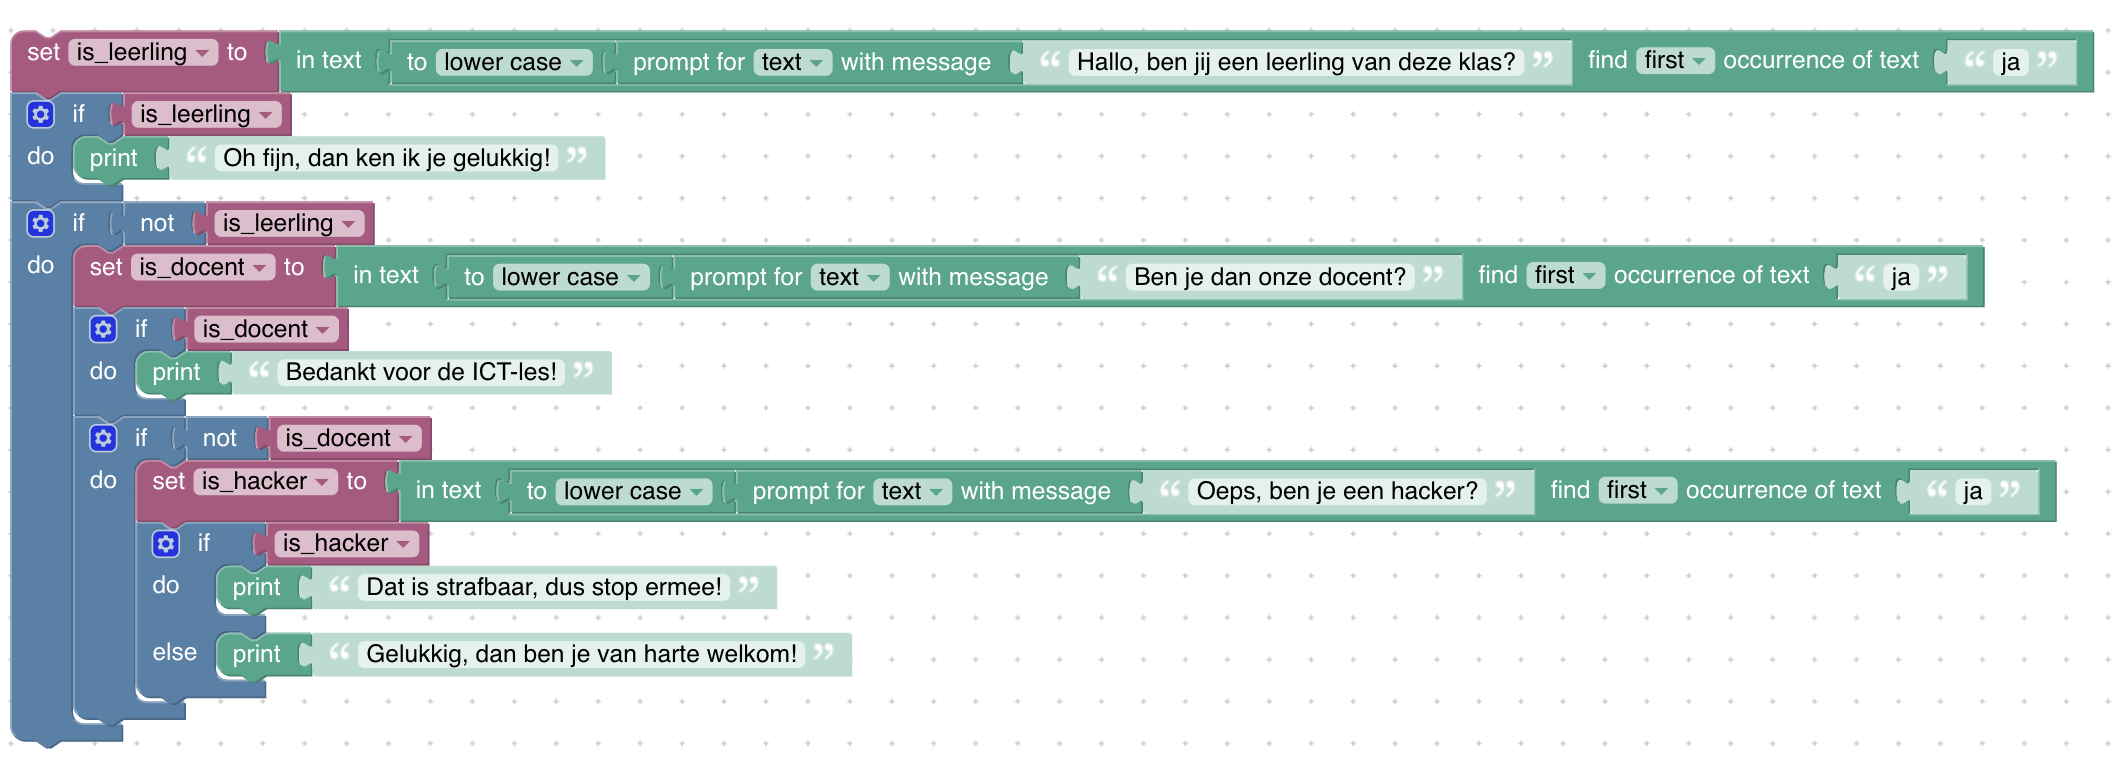 set is_leerling to in text to lower case prompt for text with message “ Hallo, ben jij een leerling van deze klas? ” find first occurrence of text “ ja ”
if is_leerling
do print “ Oh fijn, dan ken ik je gelukkig! ”
if not is_leerling
do set is_docent to in text to lower case prompt for text with message “ Ben je dan onze docent? ” find first occurrence of text “ ja ”
if is_docent
do print “ Bedankt voor de ICT-les! ”
if not is_docent
do set is_hacker to in text to lower case prompt for text with message “ Oeps, ben je een hacker? ” find first occurrence of text “ ja ”
if is_hacker
do print “ Dat is strafbaar, dus stop ermee! ”
else print “ Gelukkig, dan ben je van harte welkom! ”